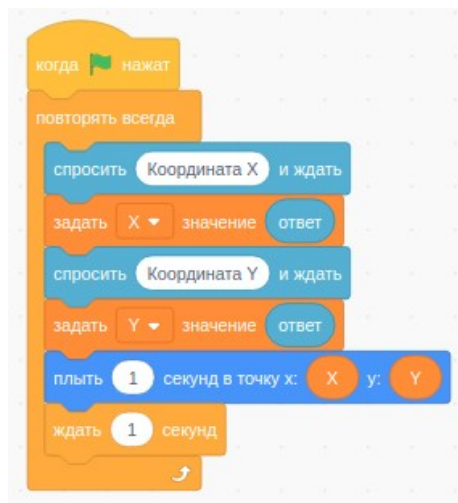 когда нажат
повторять всегда
спросить Координата X и ждать
задать X значение ответ
спросить Координата Y и ждать
задать Y значение ответ
плыть 1 секунд в точку x: X y: Y
ждать 1 секунд